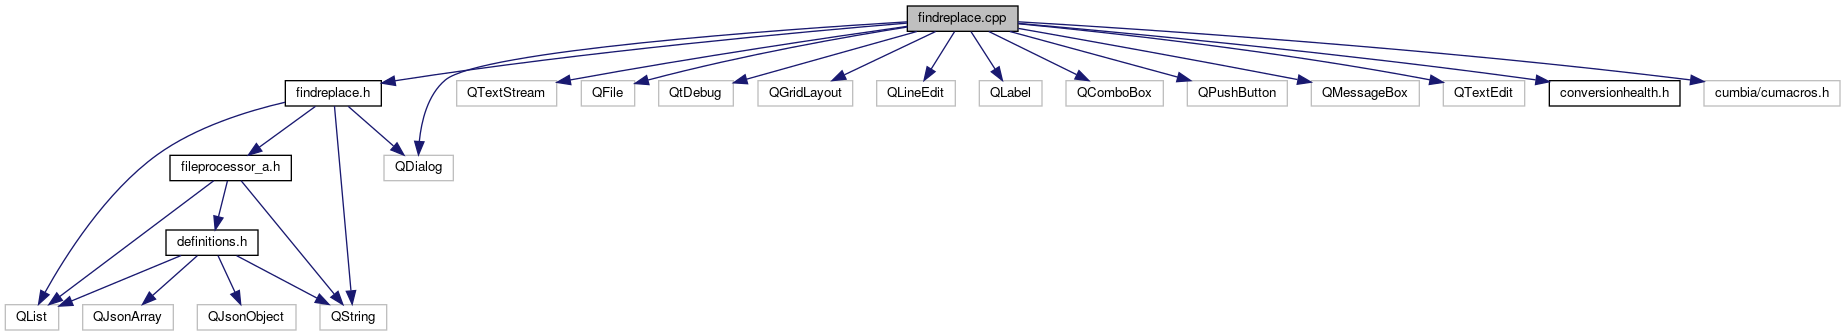 findreplace.cpp
findreplace.h
QTextStream
QFile
QtDebug
QGridLayout
QLineEdit
QLabel
QComboBox
QPushButton
QMessageBox
QTextEdit
conversionhealth.h
cumbia/cumacros.h
fileprocessor_a.h
QDialog
definitions.h
QList
QJsonArray
QJsonObject
QString